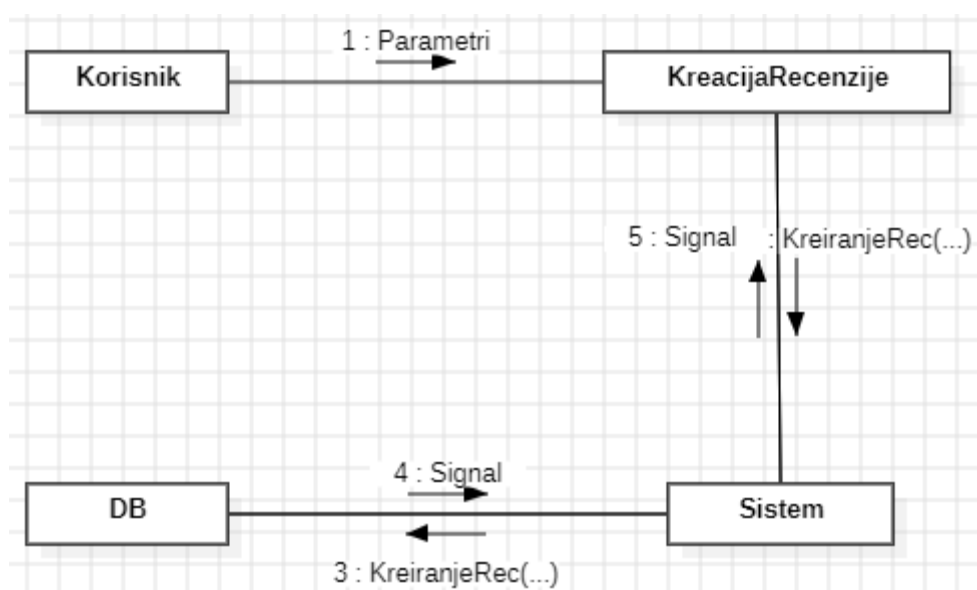 1 : Parametri
Korisnik
KreacijaRecenzije
5 : Signal
: KreiranjeRec(...)
4 : Signal
DB
Sistem
3 : KreiranjeRec(...)